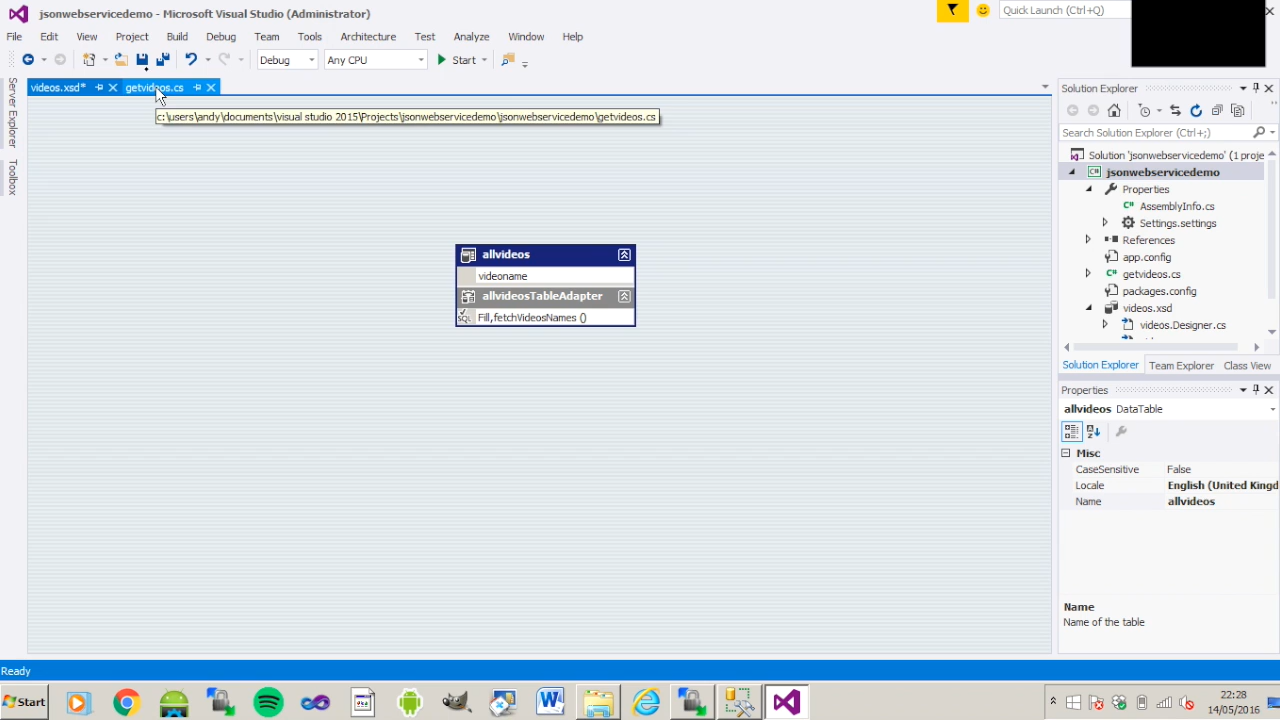 jsonwebservicedemo - Microsoft Visual Studio (Administrator)
Quick Launch (Ctrl+Q)
File Edit View Project Build Debug Team Tools Architecture Test Analyze Window Help
Debug Any CPU Start
Server Explorer
Toolbox
videos.xsd* getvideos.cs
c:\users\andy\documents\visual studio 2015\Projects\jsonwebservicedemo\jsonwebservicedemo\getvideos.cs
allvideos
videoname
allvideosTableAdapter
SQL Fill,fetchVideosNames ()
Solution Explorer
Search Solution Explorer (Ctrl+;)
Solution 'jsonwebservicedemo' (1 proje
C# jsonwebservicedemo
Properties
C# AssemblyInfo.cs
Settings.settings
References
app.config
C# getvideos.cs
packages.config
videos.xsd
videos.Designer.cs
Solution Explorer Team Explorer Class View
Properties
allvideos DataTable
Misc
CaseSensitive False
Locale English (United Kingd
Name allvideos
Name
Name of the table
Ready
Start
22:28
14/05/2016